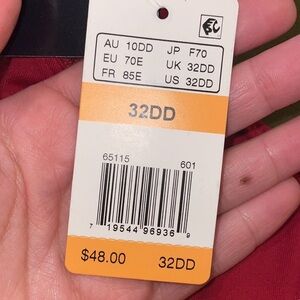 AU 10DD JP F70
EU 70E UK 32DD
FR 85E US 32DD
32DD
65115 601
7 19544 96936 9
$48.00 32DD